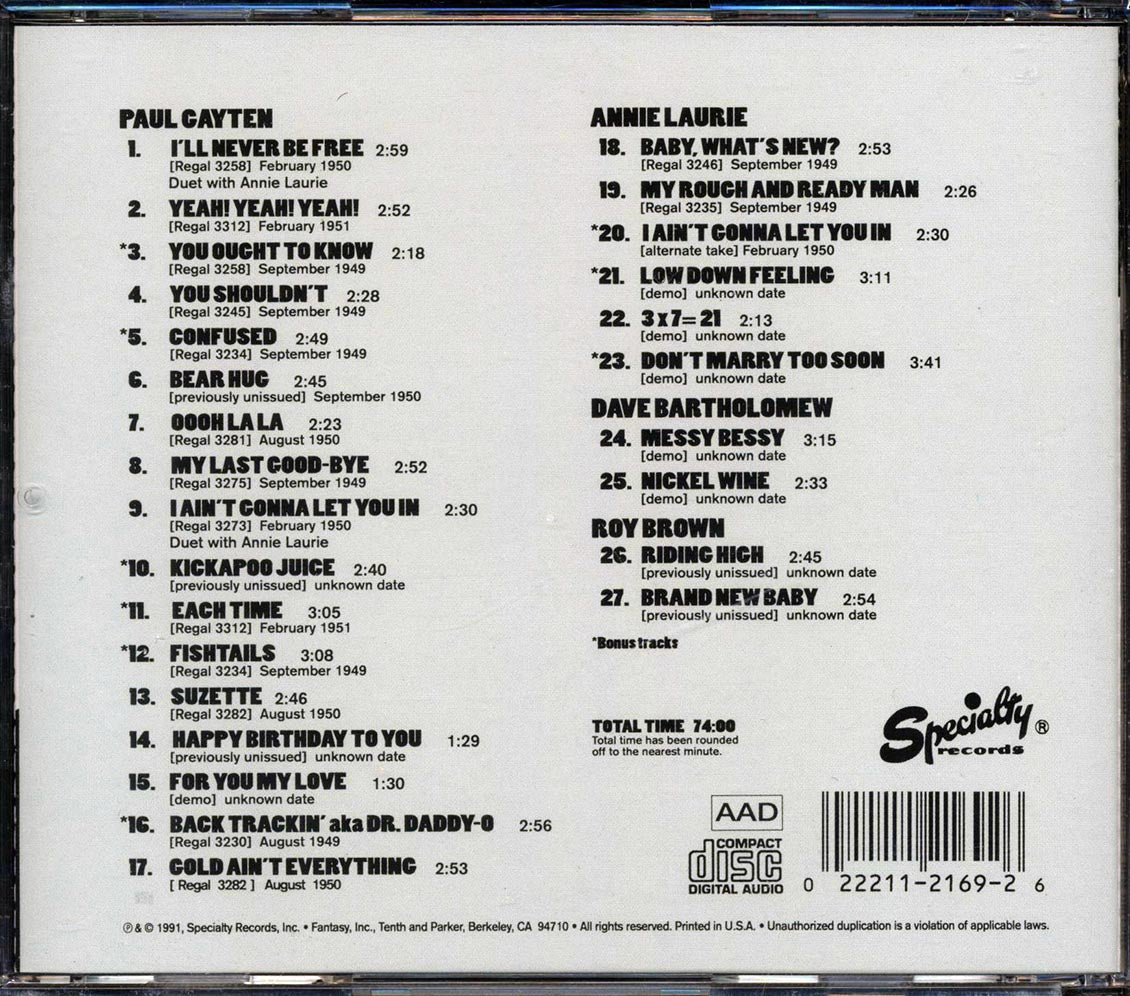 PAUL GAYTEN
1. I'LL NEVER BE FREE 2:59
[Regal 3258] February 1950
Duet with Annie Laurie
2. YEAH! YEAH! YEAH! 2:52
[Regal 3312] February 1951
*3. YOU OUGHT TO KNOW 2:18
[Regal 3258] September 1949
4. YOU SHOULDN'T 2:28
[Regal 3245] September 1949
*5. CONFUSED 2:49
[Regal 3234] September 1949
6. BEAR HUG 2:45
[previously unissued] September 1950
7. OOOH LA LA 2:23
[Regal 3281] August 1950
8. MY LAST GOOD-BYE 2:52
[Regal 3275] September 1949
9. I AIN'T GONNA LET YOU IN 2:30
[Regal 3273] February 1950
Duet with Annie Laurie
*10. KICKAPOO JUICE 2:40
[previously unissued] unknown date
*11. EACH TIME 3:05
[Regal 3312] February 1951
*12. FISHTAILS 3:08
[Regal 3234] September 1949
13. SUZETTE 2:46
[Regal 3282] August 1950
14. HAPPY BIRTHDAY TO YOU 1:29
[previously unissued] unknown date
15. FOR YOU MY LOVE 1:30
[demo] unknown date
*16. BACK TRACKIN' aka DR. DADDY-O 2:56
[Regal 3230] August 1949
17. GOLD AIN'T EVERYTHING 2:53
[ Regal 3282 ] August 1950
ANNIE LAURIE
18. BABY, WHAT'S NEW? 2:53
[Regal 3246] September 1949
19. MY ROUGH AND READY MAN 2:26
[Regal 3235] September 1949
*20. I AIN'T GONNA LET YOU IN 2:30
[alternate take] February 1950
*21. LOW DOWN FEELING 3:11
[demo] unknown date
22. 3 x 7 = 21 2:13
[demo] unknown date
*23. DON'T MARRY TOO SOON 3:41
[demo] unknown date
DAVE BARTHOLOMEW
24. MESSY BESSY 3:15
[demo] unknown date
25. NICKEL WINE 2:33
[demo] unknown date
ROY BROWN
26. RIDING HIGH 2:45
[previously unissued] unknown date
27. BRAND NEW BABY 2:54
[previously unissued] unknown date
*Bonus tracks
TOTAL TIME 74:00
Total time has been rounded
off to the nearest minute.
Specialty ®
records
AAD
COMPACT
disc
DIGITAL AUDIO
0 22211-2169-2 6
℗ & © 1991, Specialty Records, Inc. • Fantasy, Inc., Tenth and Parker, Berkeley, CA 94710 • All rights reserved. Printed in U.S.A. • Unauthorized duplication is a violation of applicable laws.